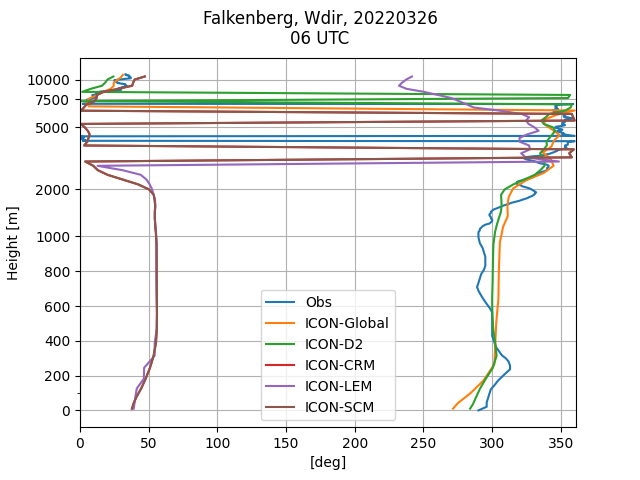 Falkenberg, Wdir, 20220326
06 UTC
10000
7500
5000
2000
1000
800
600
400
200
0
Height [m]
Obs
ICON-Global
ICON-D2
ICON-CRM
ICON-LEM
ICON-SCM
0 50 100 150 200 250 300 350
[deg]